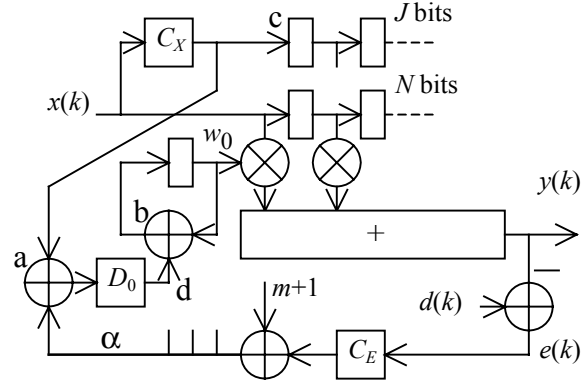 J bits
c
C_X
N bits
x(k)
w_0
y(k)
b
+
a
D_0
d
m+1
d(k)
α
C_E
e(k)